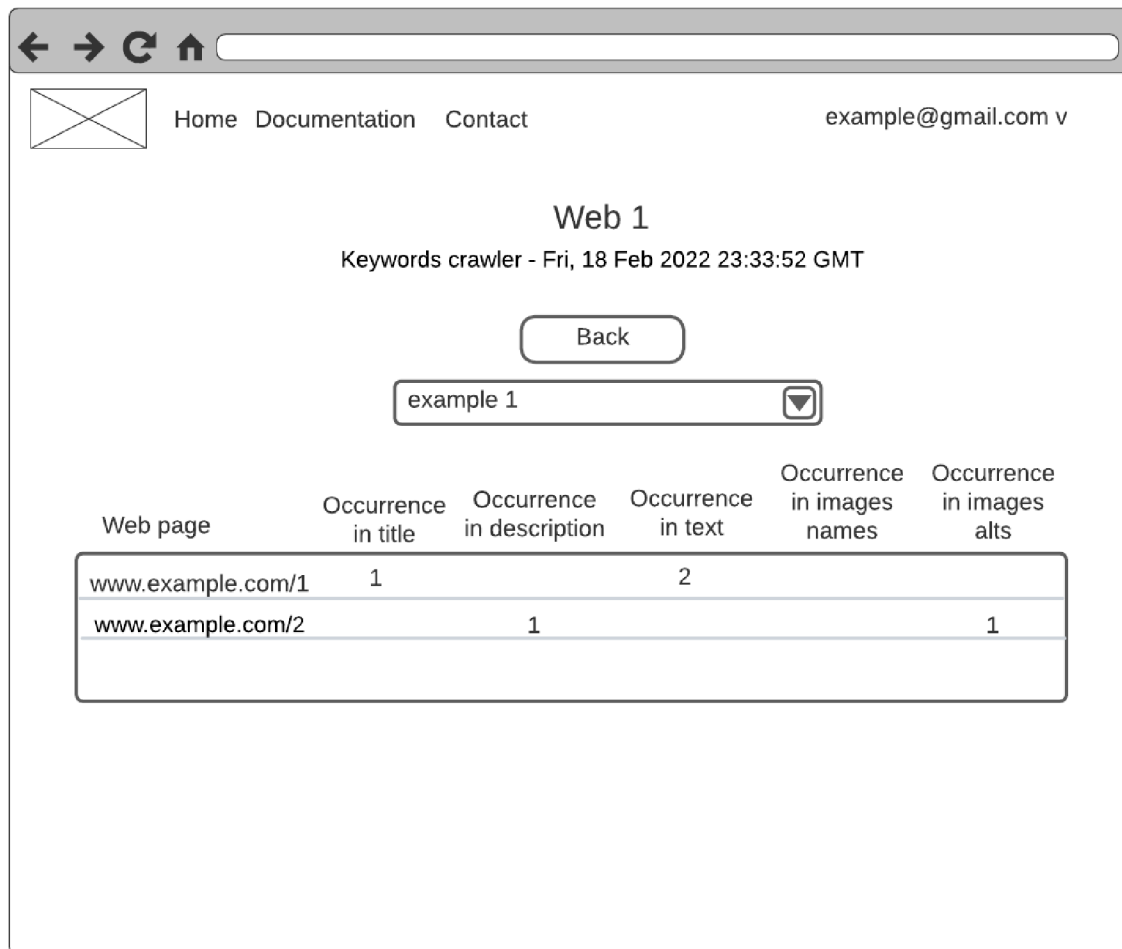 Home Documentation Contact example@gmail.com v
Web 1
Keywords crawler - Fri, 18 Feb 2022 23:33:52 GMT
Back
example 1
Web page
Occurrence
in title
Occurrence
in description
Occurrence
in text
Occurrence
in images
names
Occurrence
in images
alts
www.example.com/1 1 2
www.example.com/2 1 1